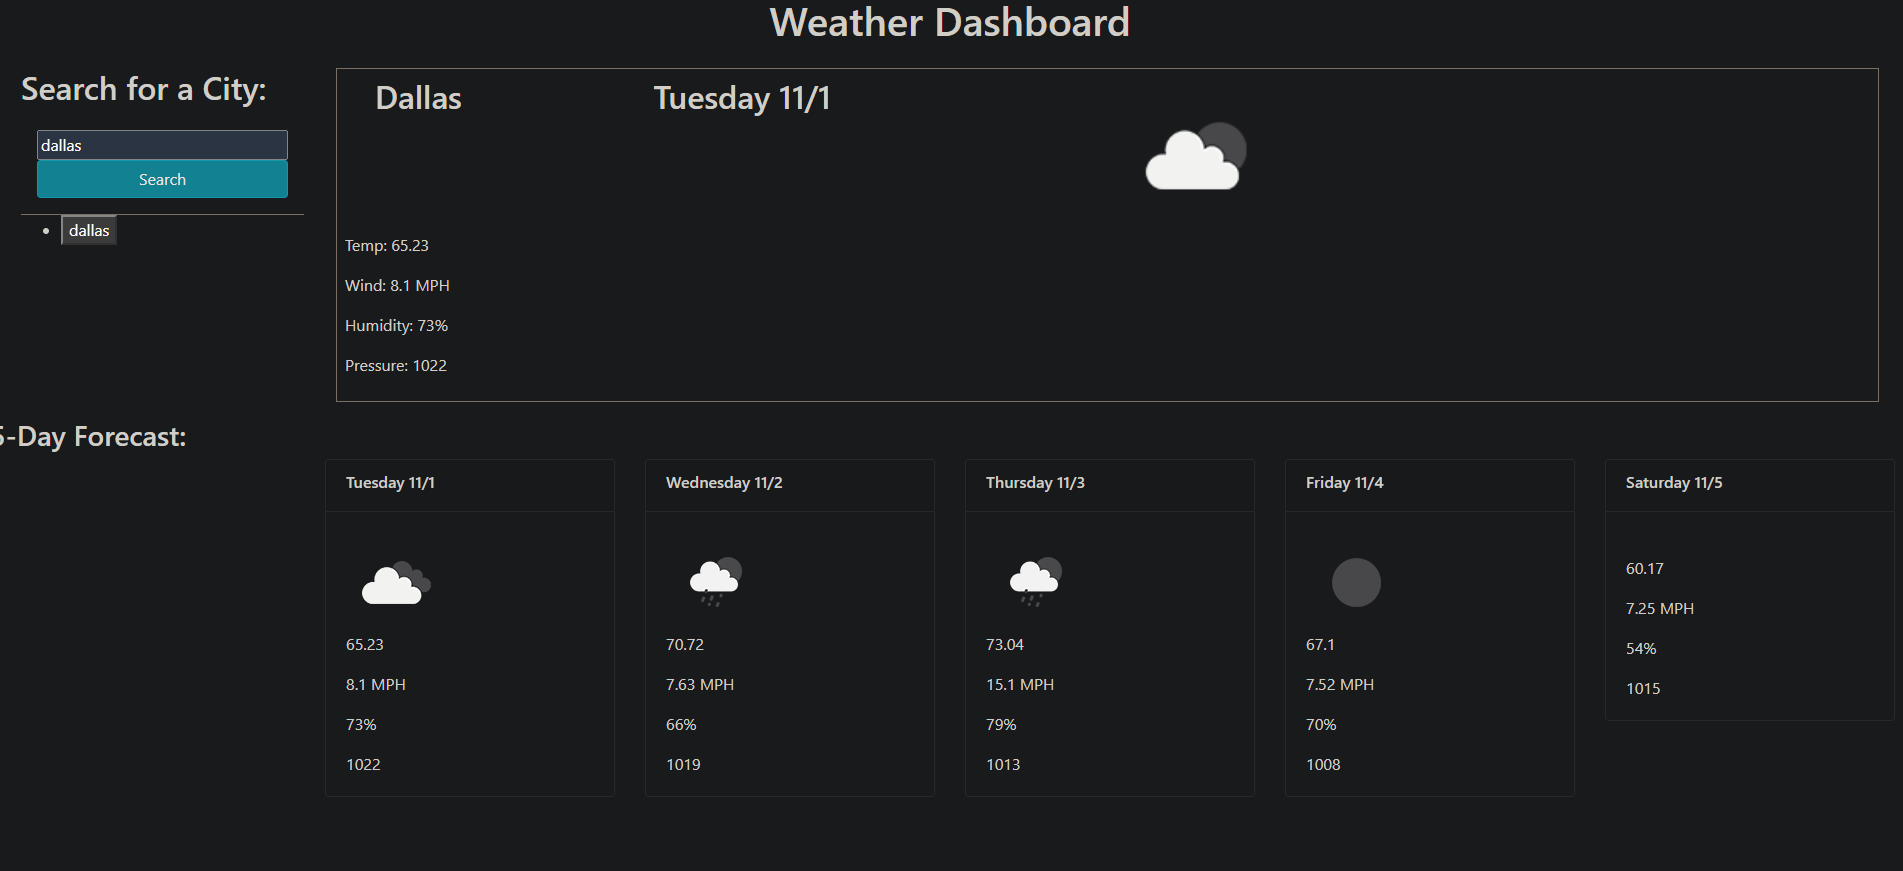 Weather Dashboard
Search for a City:
dallas
Search
dallas
Dallas
Tuesday 11/1
Temp: 65.23
Wind: 8.1 MPH
Humidity: 73%
Pressure: 1022
5-Day Forecast:
Tuesday 11/1
65.23
8.1 MPH
73%
1022
Wednesday 11/2
70.72
7.63 MPH
66%
1019
Thursday 11/3
73.04
15.1 MPH
79%
1013
Friday 11/4
67.1
7.52 MPH
70%
1008
Saturday 11/5
60.17
7.25 MPH
54%
1015